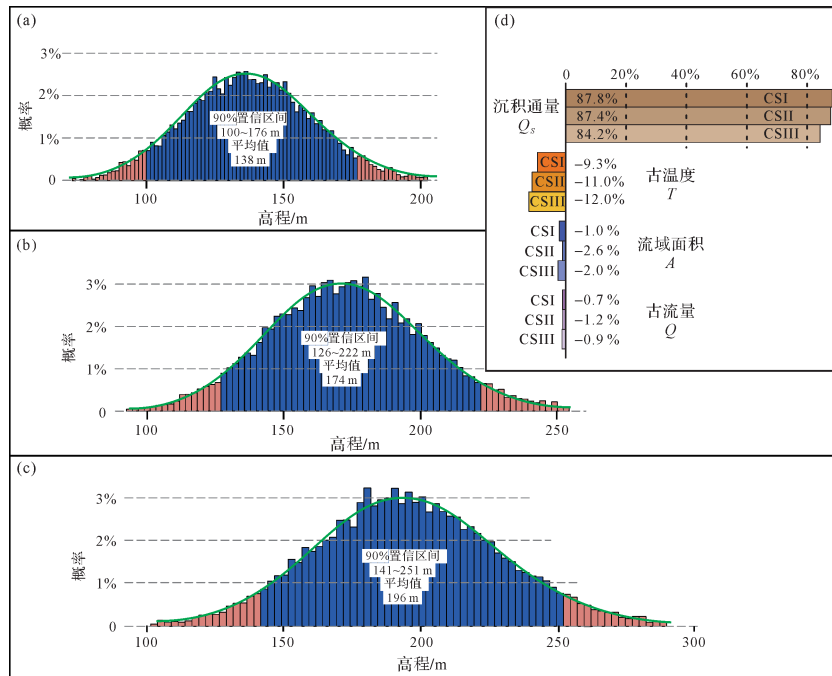 (a)
3%
2%
1%
0
概率
90%置信区间
100~176 m
平均值
138 m
100
150
200
高程/m
(b)
3%
2%
1%
0
概率
90%置信区间
126~222 m
平均值
174 m
100
150
200
250
高程/m
(c)
3%
2%
1%
0
概率
90%置信区间
141~251 m
平均值
196 m
100
150
200
250
300
高程/m
(d)
0 20% 40% 60% 80%
沉积通量
Qs
87.8% CSI
87.4% CSII
84.2% CSIII
CSI −9.3%
CSII −11.0%
CSIII −12.0%
古温度
T
CSI −1.0%
CSII −2.6%
CSIII −2.0%
流域面积
A
CSI −0.7%
CSII −1.2%
CSIII −0.9%
古流量
Q